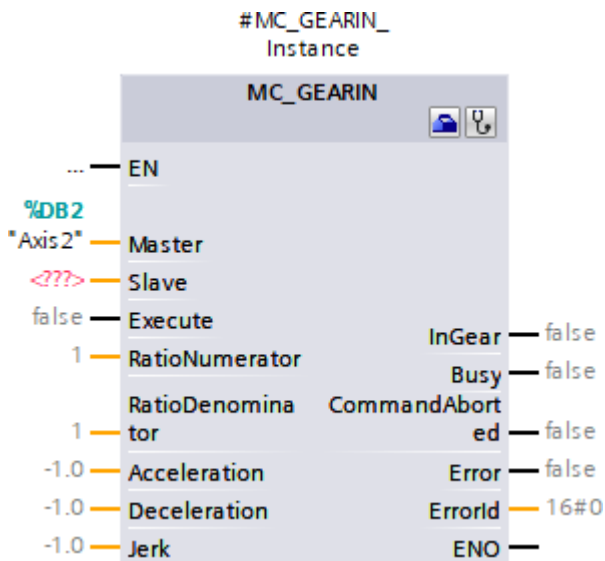 #MC_GEARIN_
Instance
MC_GEARIN
... EN
%DB2
"Axis2" Master
<???> Slave
false Execute
InGear false
1 RatioNumerator
Busy false
RatioDenomina CommandAbort
1 tor ed false
-1.0 Acceleration Error false
-1.0 Deceleration ErrorId 16#0
-1.0 Jerk ENO